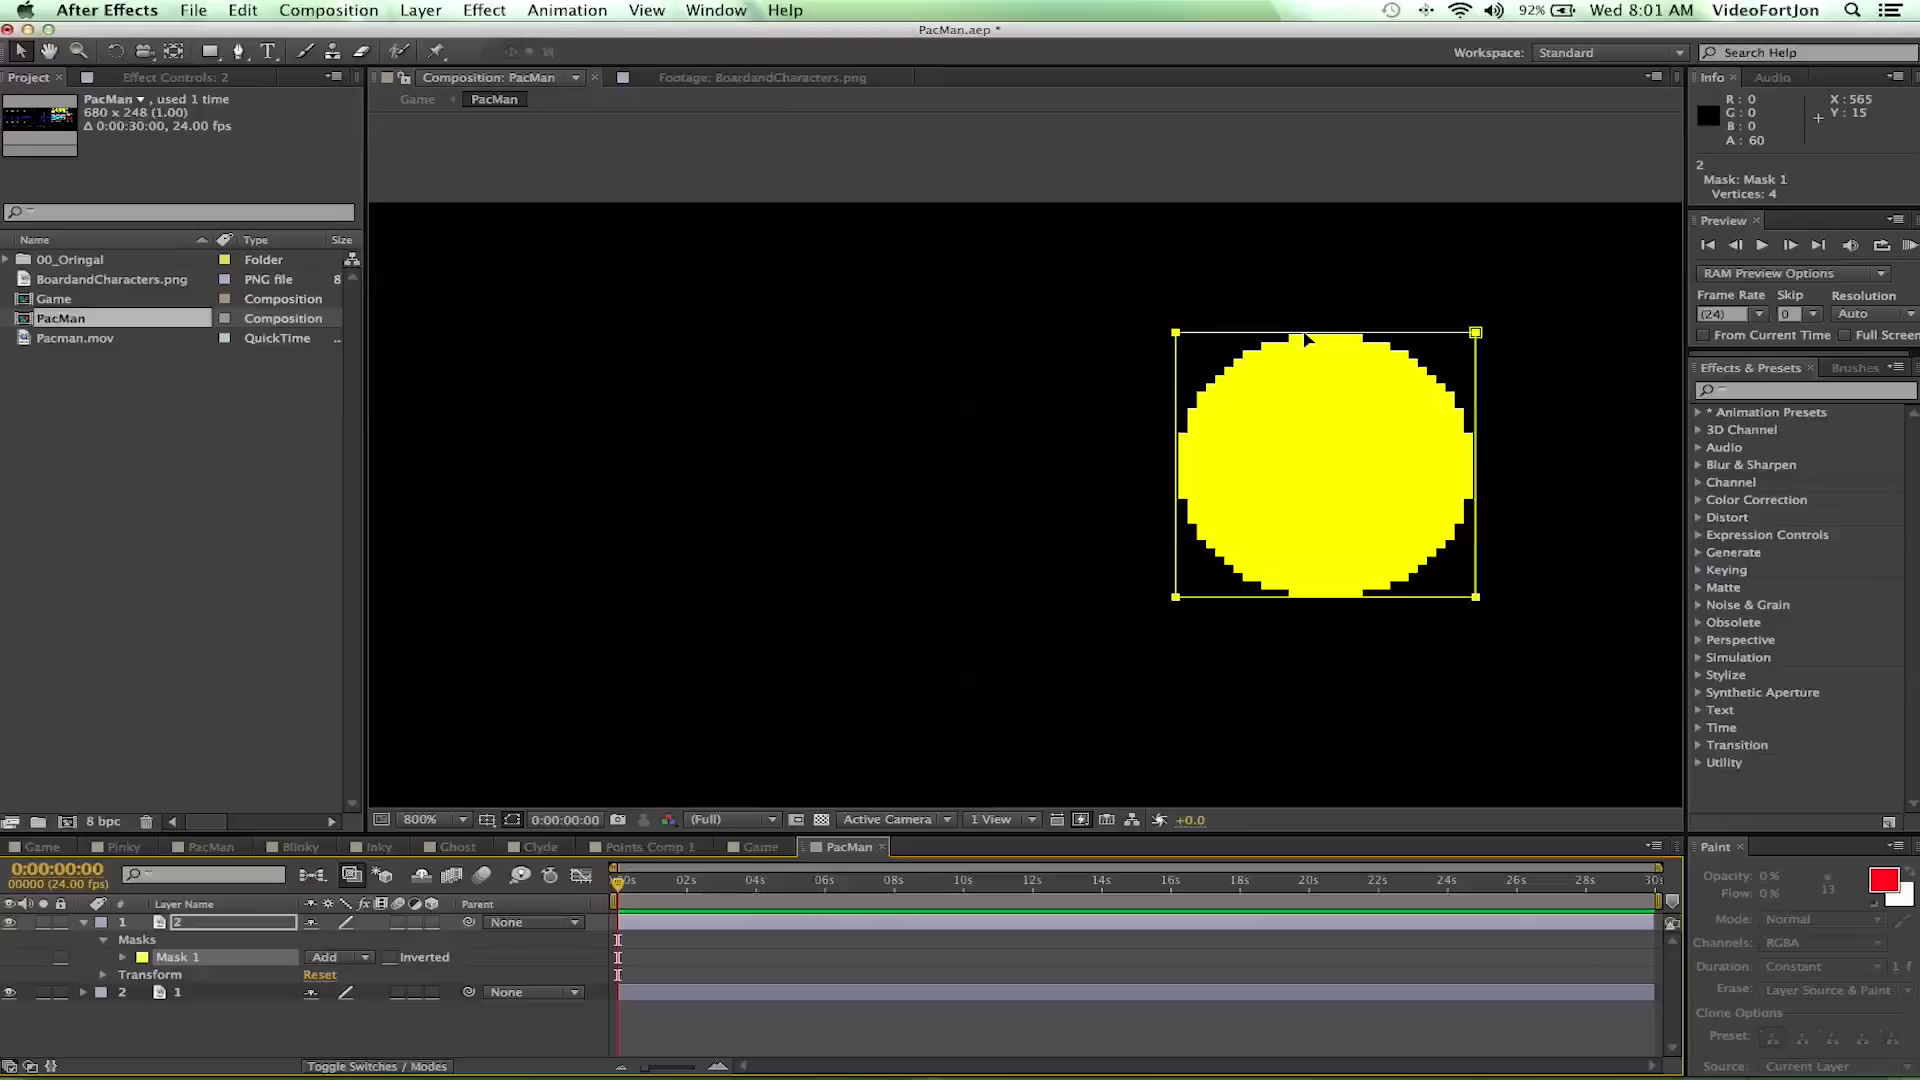 After Effects File Edit Composition Layer Effect Animation View Window Help 92% Wed 8:01 AM VideoFortJon
PacMan.aep *
Workspace: Standard Search Help
Project Effect Controls: 2 Composition: PacMan Footage: BoardandCharacters.png Info Audio
PacMan , used 1 time
680 x 248 (1.00)
Δ 0:00:30:00, 24.00 fps
Game PacMan
R: 0 X: 565
G: 0 Y: 15
B: 0
A: 60
2
Mask: Mask 1
Vertices: 4
Preview
Name Type Size
00_Oringal Folder
BoardandCharacters.png PNG file 8
Game Composition
PacMan Composition
Pacman.mov QuickTime ..
RAM Preview Options
Frame Rate Skip Resolution
(24) 0 Auto
From Current Time Full Screen
Effects & Presets Brushes
* Animation Presets
3D Channel
Audio
Blur & Sharpen
Channel
Color Correction
Distort
Expression Controls
Generate
Keying
Matte
Noise & Grain
Obsolete
Perspective
Simulation
Stylize
Synthetic Aperture
Text
Time
Transition
Utility
8 bpc 800% 0:00:00:00 (Full) Active Camera 1 View +0.0
Game Pinky PacMan Blinky Inky Ghost Clyde Points Comp 1 Game PacMan
0:00:00:00
00000 (24.00 fps)
02s 04s 06s 08s 10s 12s 14s 16s 18s 20s 22s 24s 26s 28s 30s
# Layer Name Parent
1 2 None
Masks
Mask 1 Add Inverted
Transform Reset
2 1 None
Toggle Switches / Modes
Paint
Opacity: 0 %
Flow: 0 % 13
Mode: Normal
Channels: RGBA
Duration: Constant 1 f
Erase: Layer Source & Paint
Clone Options
Preset:
Source: Current Layer